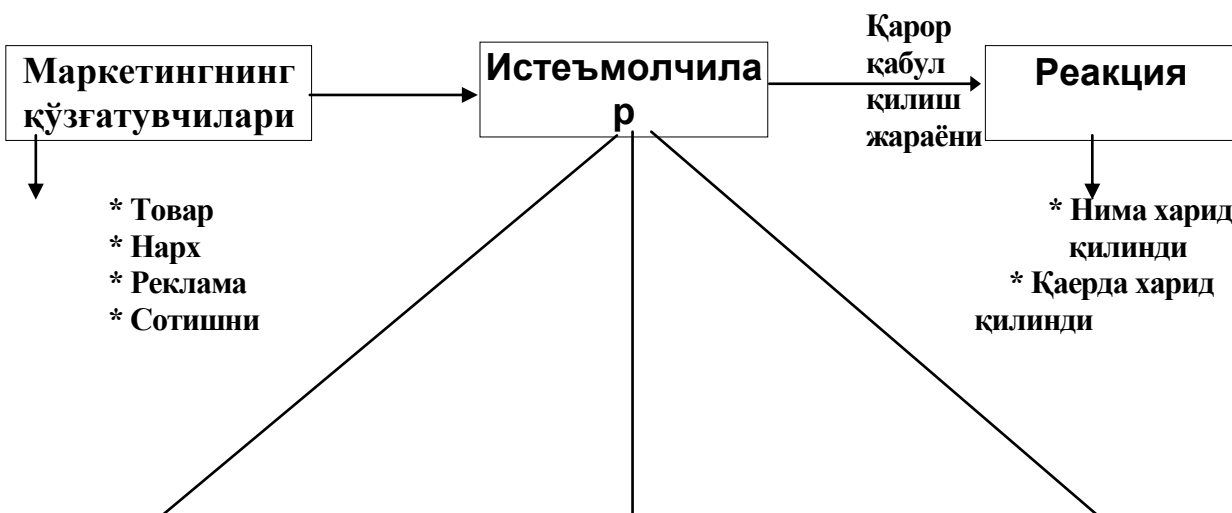 Маркетингнинг
қўзғатувчилари
Истеъмолчила
р
Қарор
қабул
қилиш
жараёни
Реакция
* Товар
* Нарх
* Реклама
* Сотишни
* Нима харид
қилинди
* Қаерда харид
қилинди